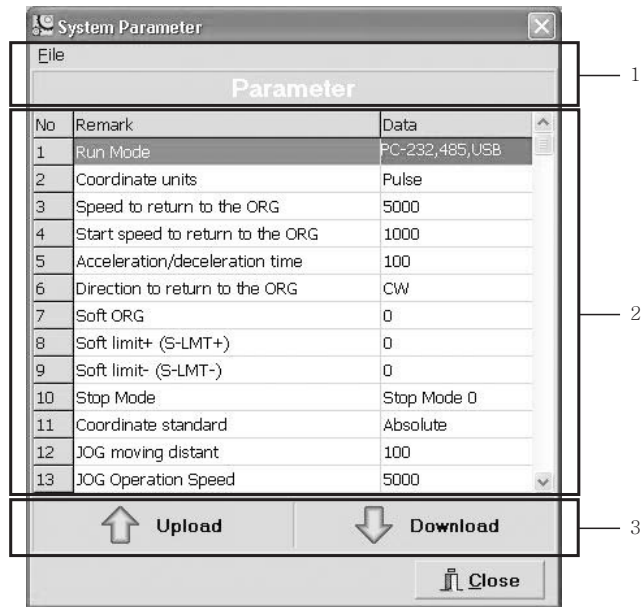 System Parameter
File
Parameter
1
No Remark Data
1 Run Mode PC-232,485,USB
2 Coordinate units Pulse
3 Speed to return to the ORG 5000
4 Start speed to return to the ORG 1000
5 Acceleration/deceleration time 100
6 Direction to return to the ORG CW
7 Soft ORG 0
8 Soft limit+ (S-LMT+) 0
9 Soft limit- (S-LMT-) 0
10 Stop Mode Stop Mode 0
11 Coordinate standard Absolute
12 JOG moving distant 100
13 JOG Operation Speed 5000
2
Upload Download
3
Close